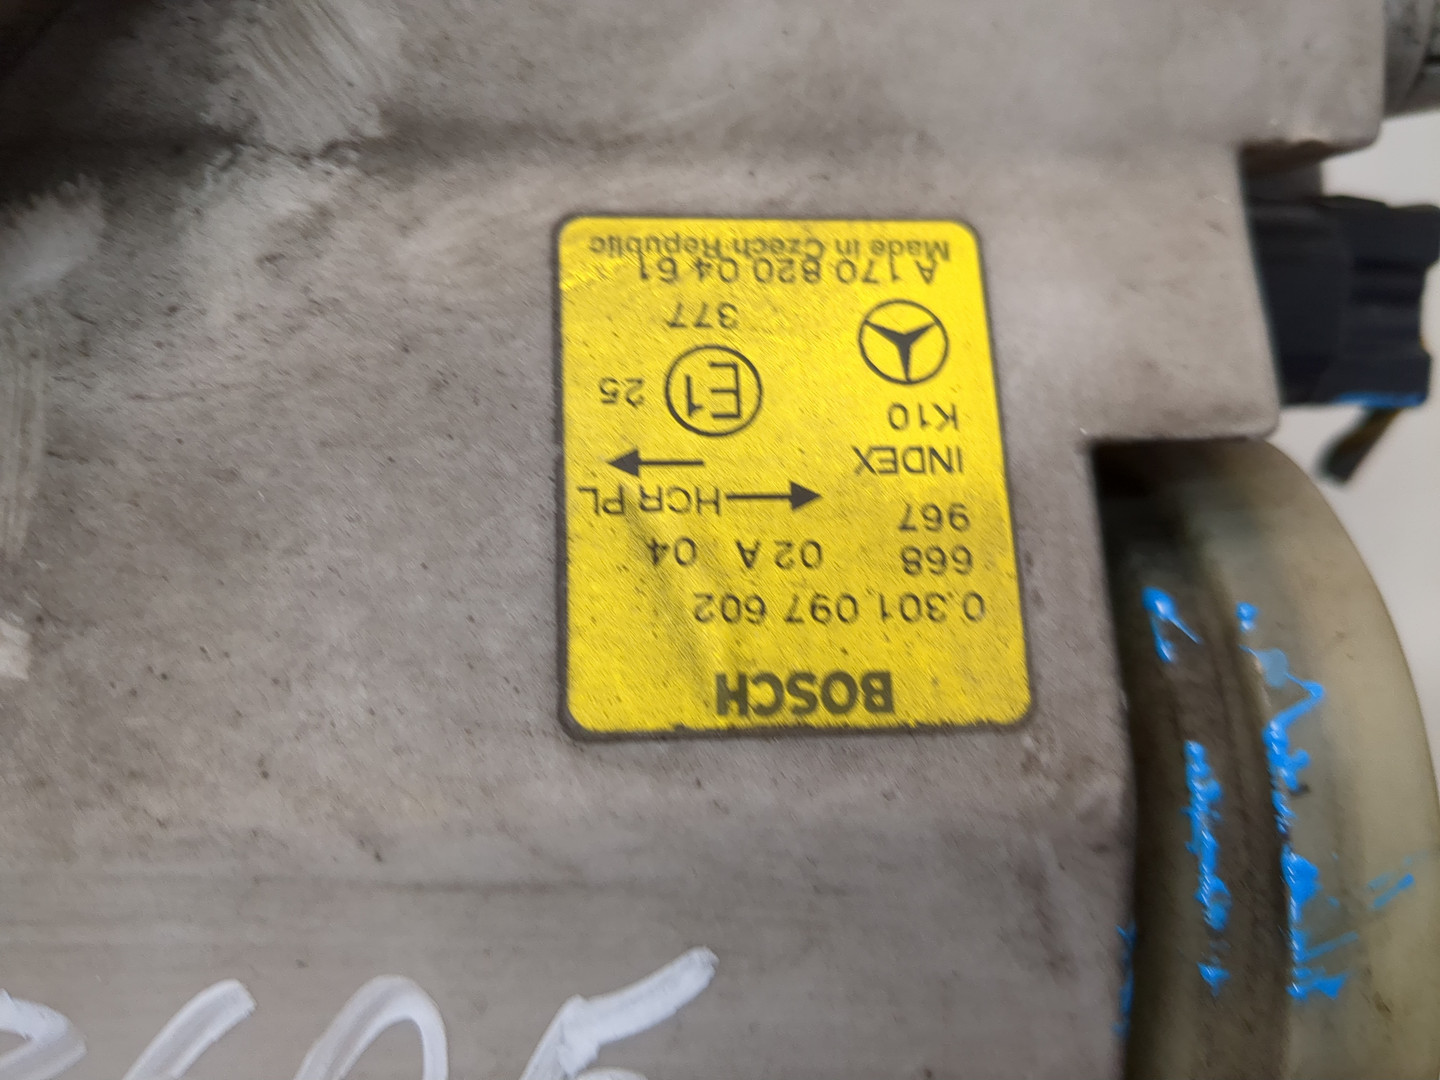 BOSCH
0.301.097 602
668 02A 04
967
HCR PL
INDEX
K10
E1 25
377
A 170 820 04 61
Made in Czech Republic